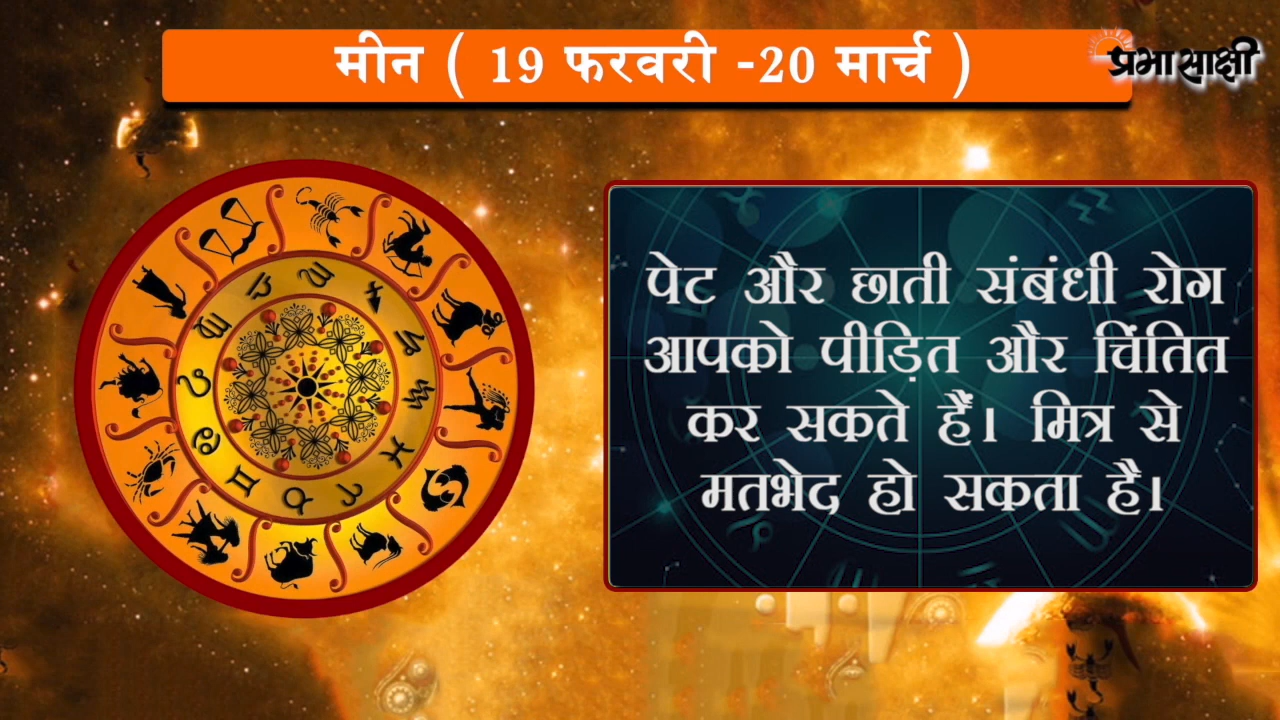 मीन ( 19 फरवरी -20 मार्च )
प्रभासाक्षी
पेट और छाती संबंधी रोग
आपको पीड़ित और चिंतित
कर सकते हैं। मित्र से
मतभेद हो सकता है।